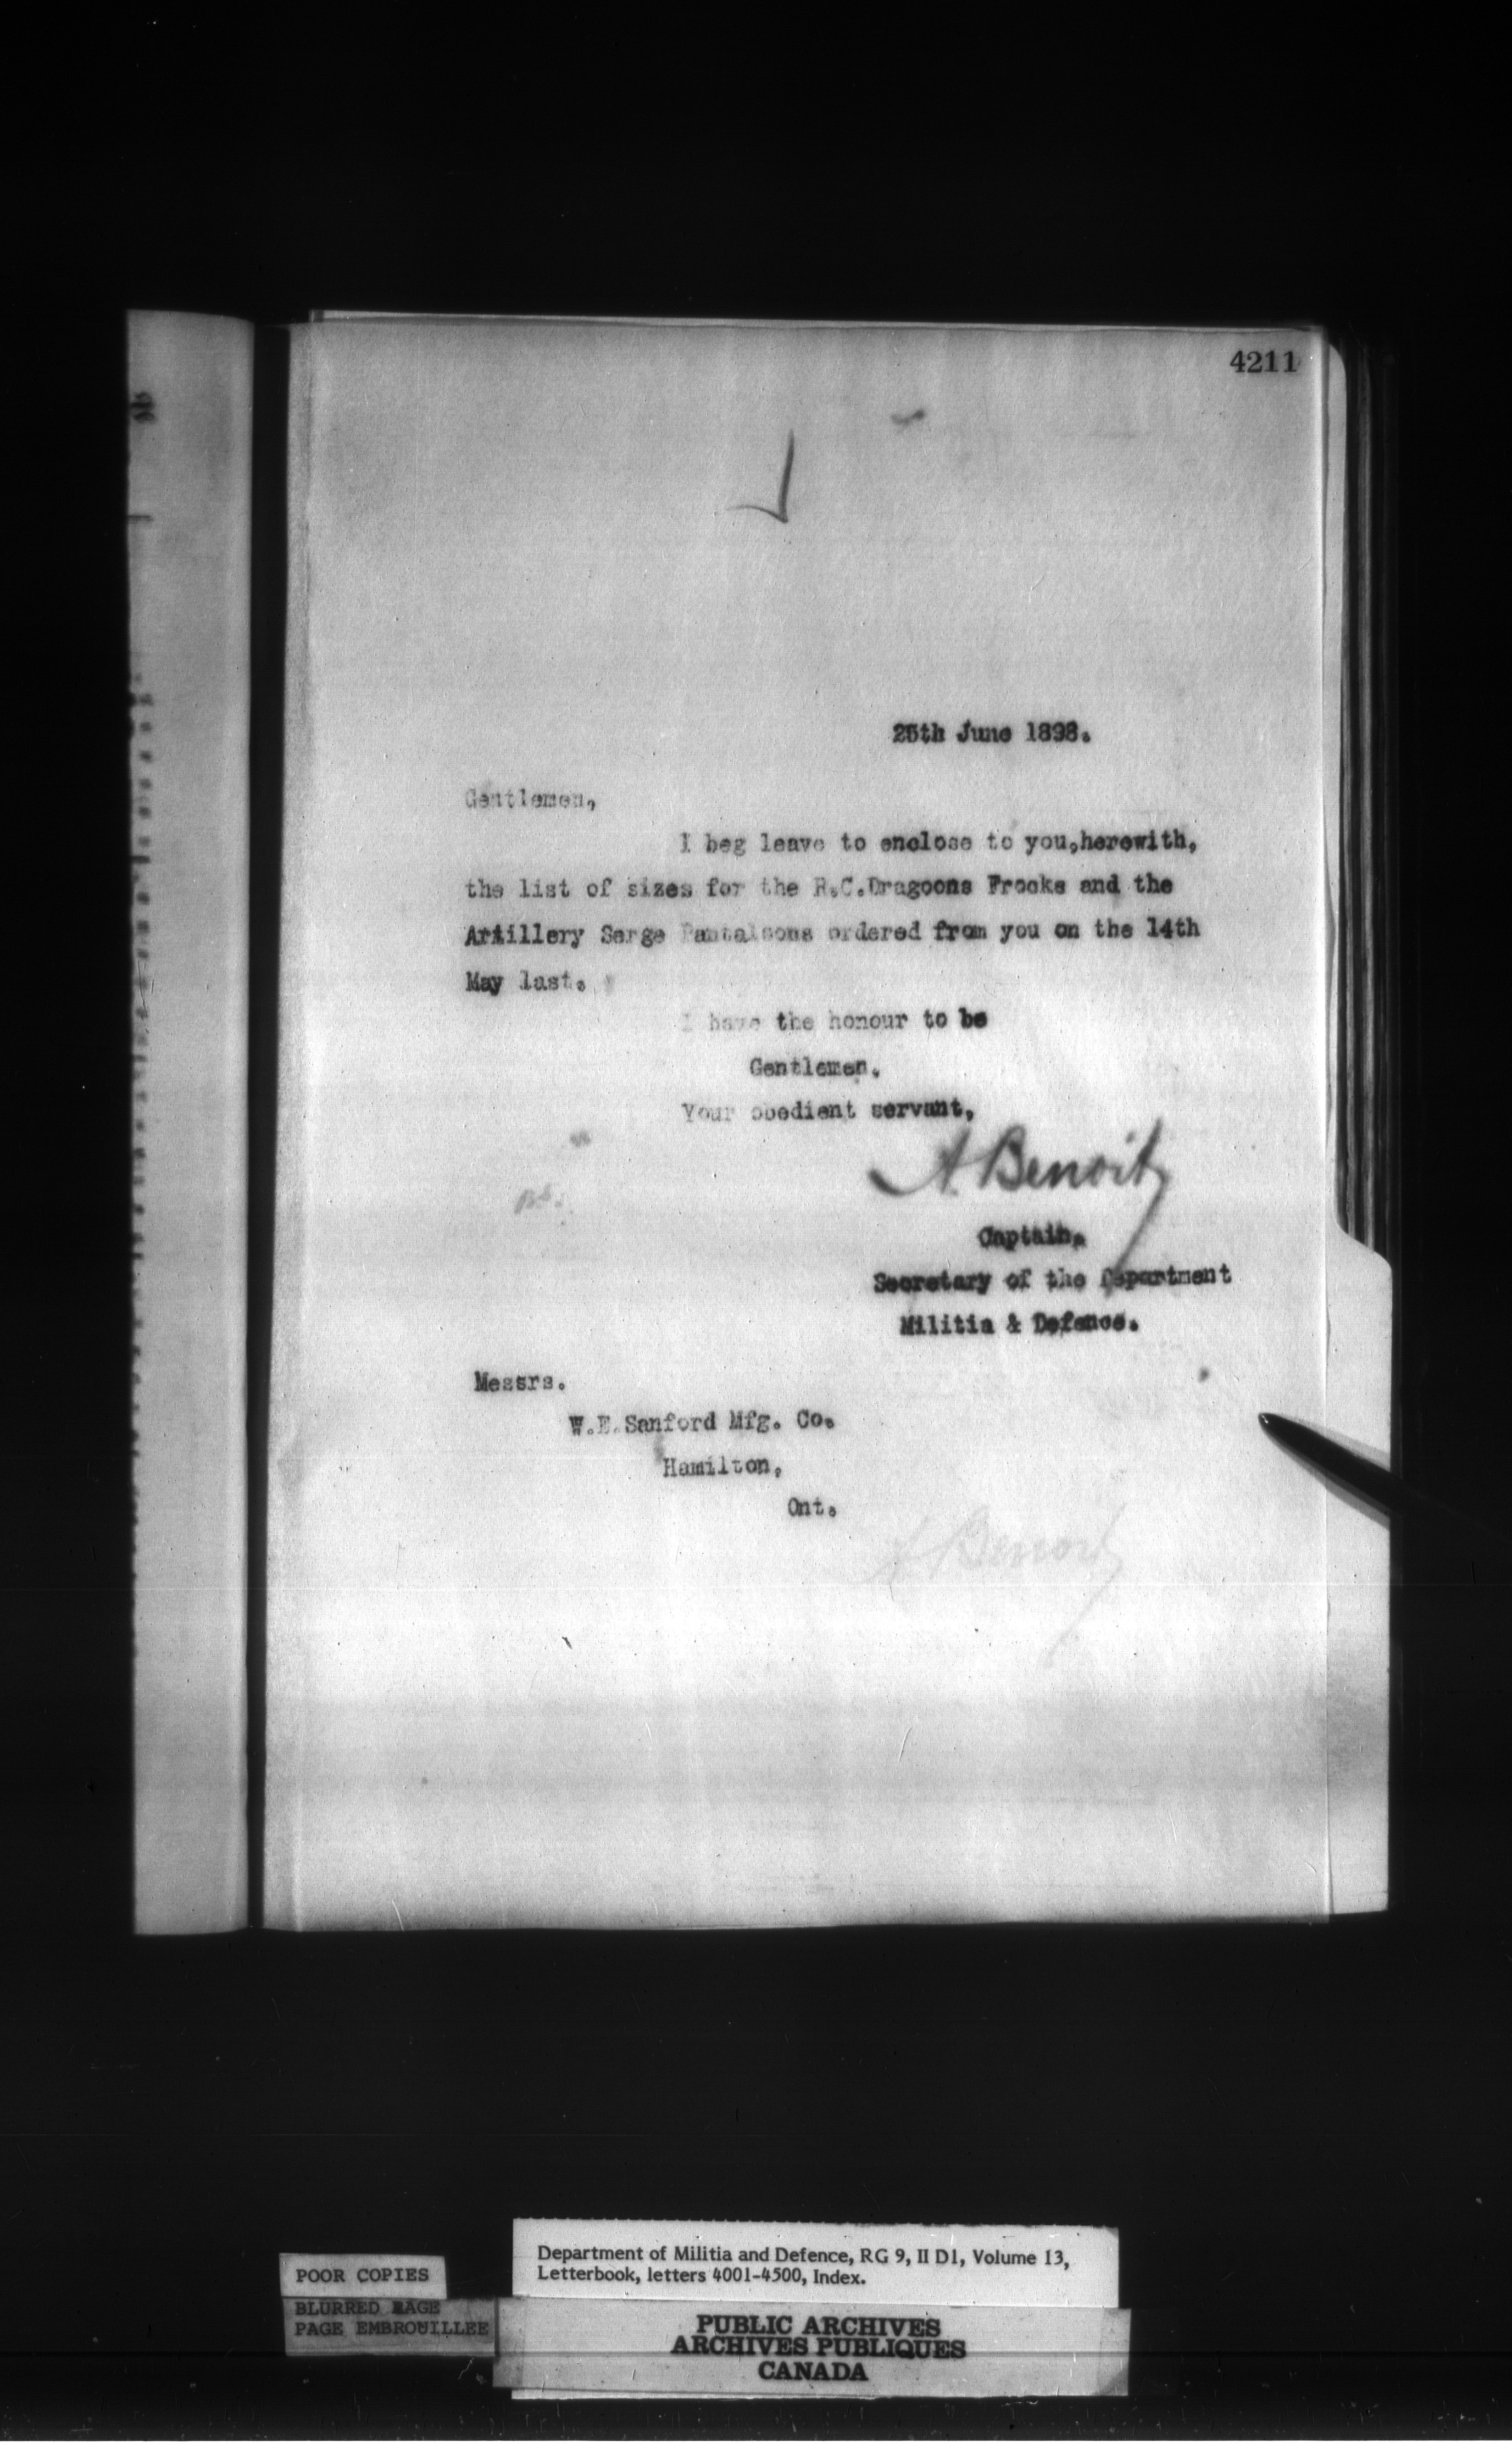 4211
25th June 1898.
Gentlemen,
I beg leave to enclose to you,herewith,
the list of sizes for the R.C.Dragoons Frocks and the
Artillery Serge Pantaloons ordered from you on the 14th
May last.
I have the honour to be
Gentlemen.
Your obedient servant,
A. Benoit
Captain,
Secretary of the Department
Militia & Defence.
Messrs.
W.E.Sanford Mfg. Co.
Hamilton,
Ont.
A Benoit
POOR COPIES
BLURRED PAGE
PAGE EMBROUILLEE
Department of Militia and Defence, RG 9, II D1, Volume 13,
Letterbook, letters 4001-4500, Index.
PUBLIC ARCHIVES
ARCHIVES PUBLIQUES
CANADA